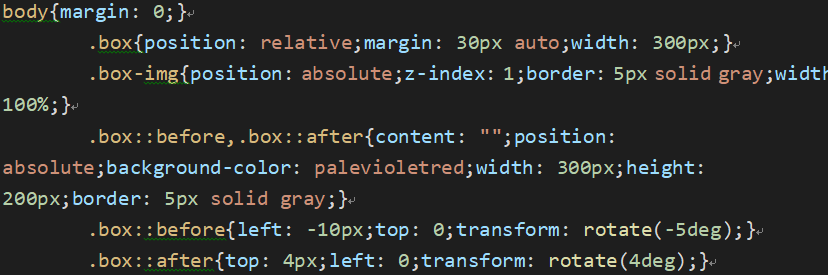 body{margin: 0;}
.box{position: relative;margin: 30px auto;width: 300px;}
.box-img{position: absolute;z-index: 1;border: 5px solid gray;width
100%;}
.box::before,.box::after{content: "";position:
absolute;background-color: palevioletred;width: 300px;height:
200px;border: 5px solid gray;}
.box::before{left: -10px;top: 0;transform: rotate(-5deg);}
.box::after{top: 4px;left: 0;transform: rotate(4deg);}